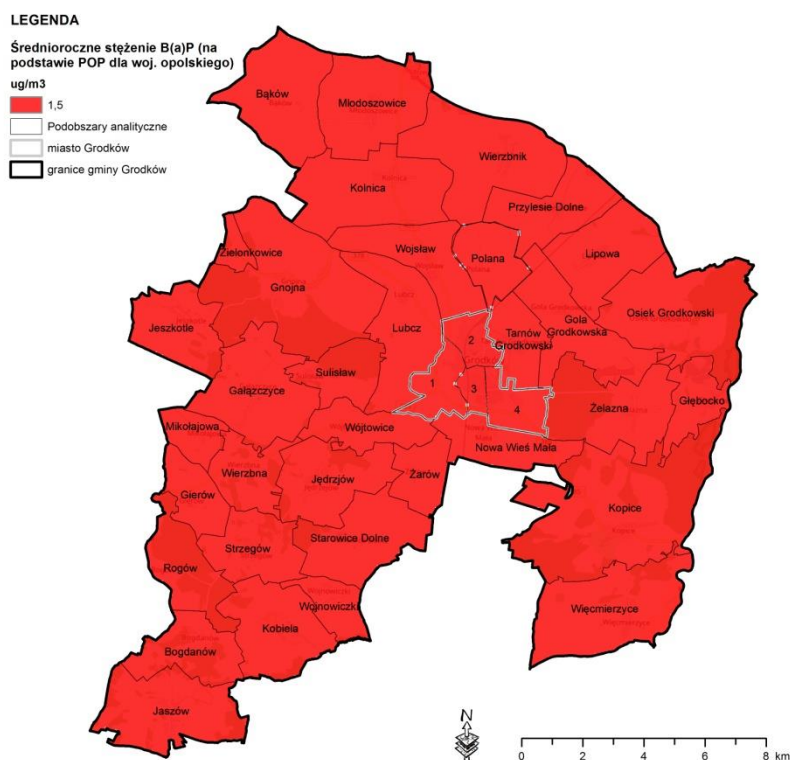 LEGENDA
Średnioroczne stężenie B(a)P (na
podstawie POP dla woj. opolskiego)
ug/m3
1,5
Podobszary analityczne
miasto Grodków
granice gminy Grodków
Bąków
Młodoszowice
Wierzbnik
Kolnica
Przylesie Dolne
Wojsław
Polana
Lipowa
Zielonkowice
Gnojna
Osiek Grodkowski
Jeszkotle
Lubcz
Gola
Grodkowska
Tarnów
Grodkowski
2
Sulisław
1
3
4
Gałązczyce
Żelazna
Głębocko
Mikołajowa
Wójtowice
Nowa Wieś Mała
Wierzbna
Jędrzjów
Żarów
Gierów
Kopice
Strzegów
Starowice Dolne
Rogów
Wojnowiczki
Więcmierzyce
Kobiela
Bogdanów
Jaszów
N
0 2 4 6 8 km